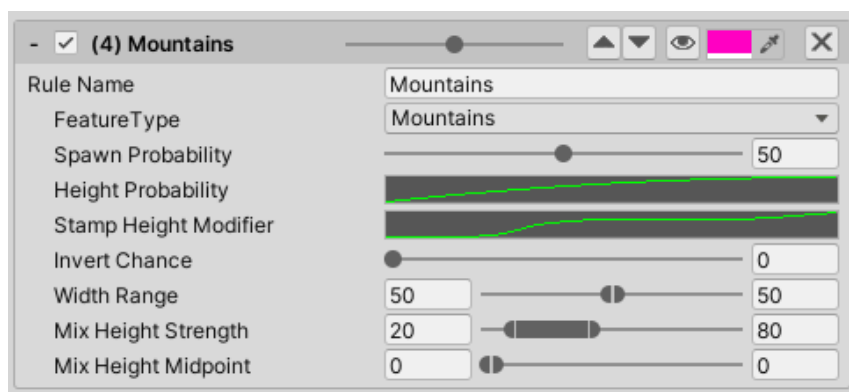 - (4) Mountains
Rule Name Mountains
FeatureType Mountains
Spawn Probability 50
Height Probability
Stamp Height Modifier
Invert Chance 0
Width Range 50 50
Mix Height Strength 20 80
Mix Height Midpoint 0 0